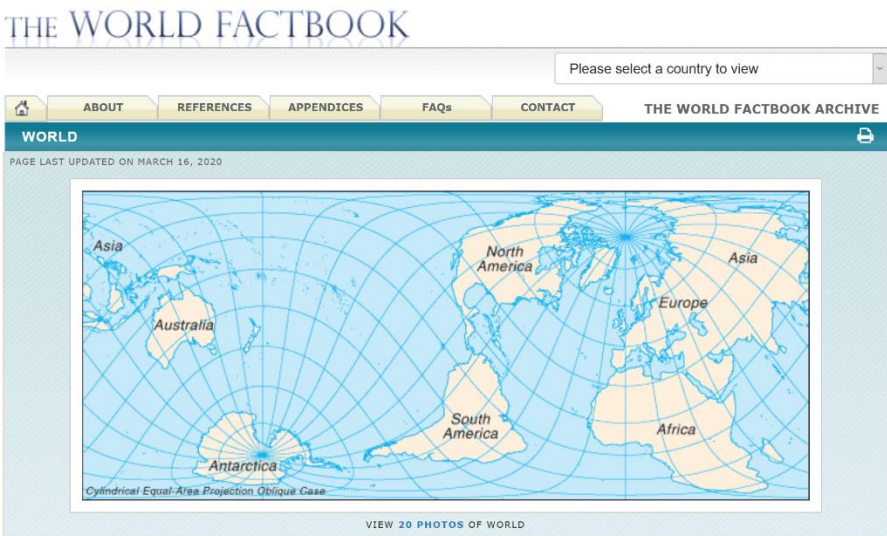 THE WORLD FACTBOOK
Please select a country to view
ABOUT REFERENCES APPENDICES FAQs CONTACT THE WORLD FACTBOOK ARCHIVE
WORLD
PAGE LAST UPDATED ON MARCH 16, 2020
Asia
North
America
Asia
Europe
Australia
South
America
Africa
Antarctica
Cylindrical Equal-Area Projection Oblique Case
VIEW 20 PHOTOS OF WORLD